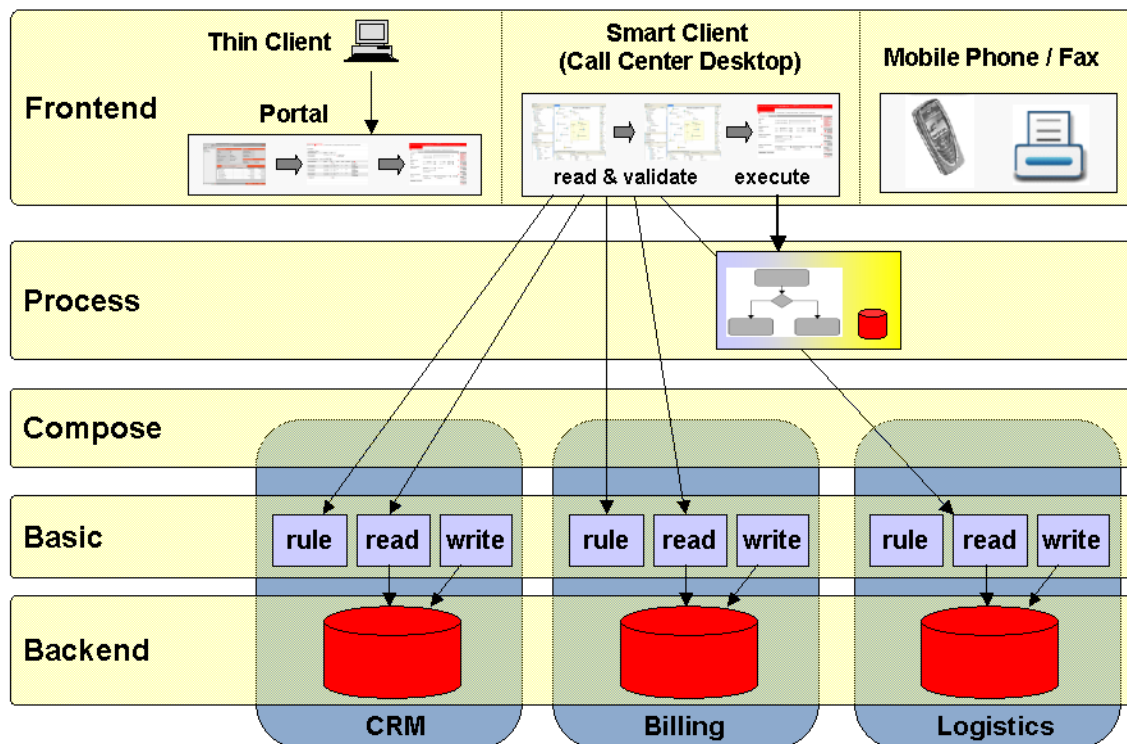 Thin Client
Smart Client
(Call Center Desktop)
Mobile Phone / Fax
Frontend
Portal
read & validate
execute
Process
Compose
Basic
rule
read
write
rule
read
write
rule
read
write
Backend
CRM
Billing
Logistics